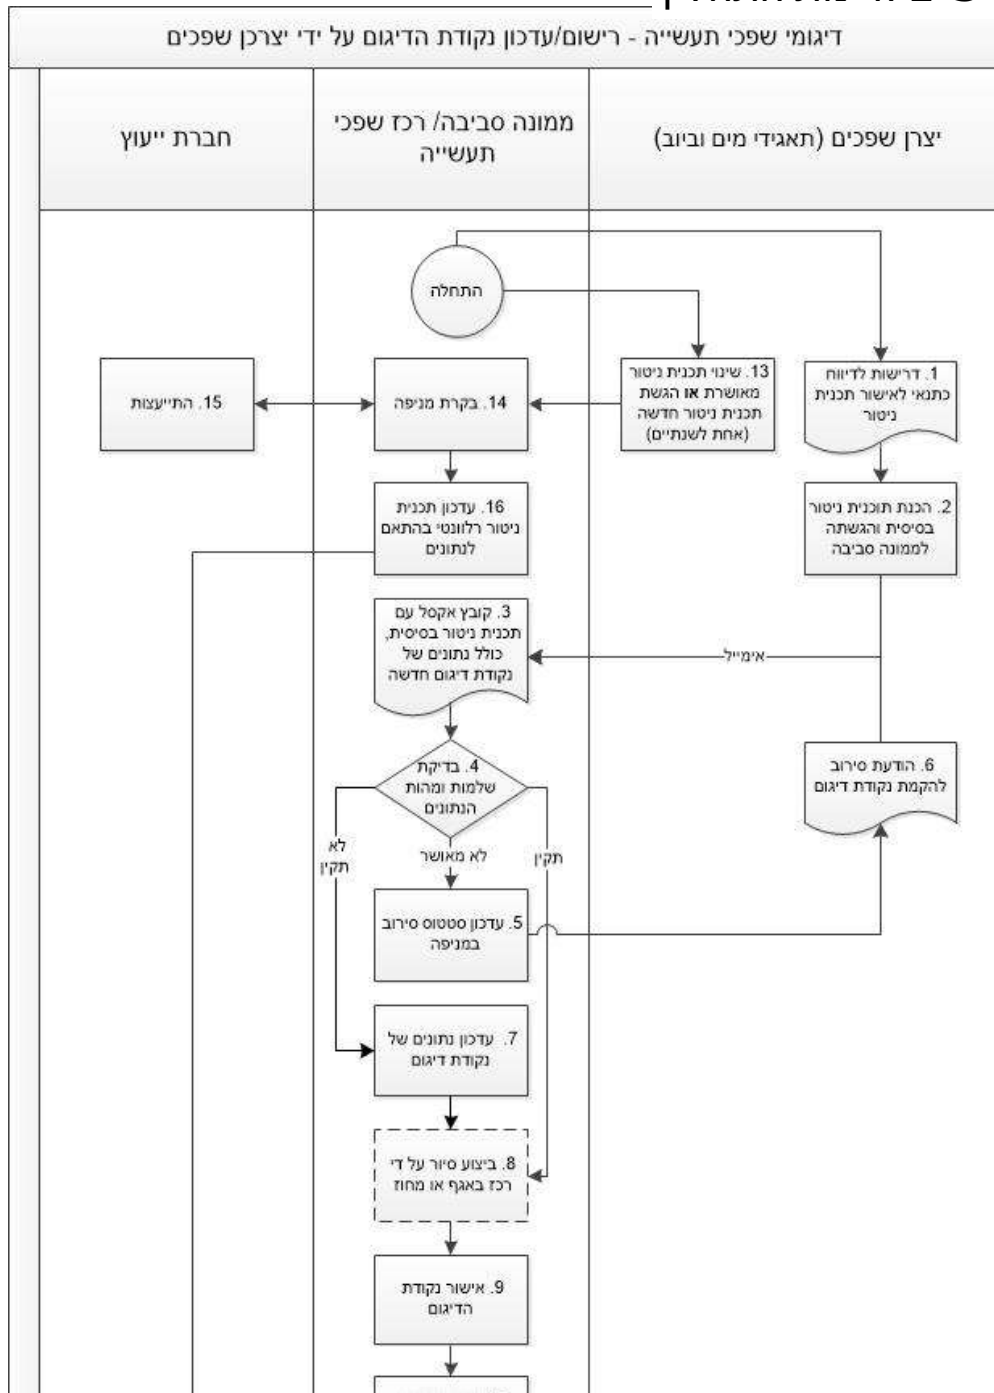 דיגומי שפכי תעשייה - רישום/עדכון נקודת הדיגום על ידי יצרכן שפכים
יצרן שפכים (תאגידי מים וביוב)
ממונה סביבה/ רכז שפכי
תעשייה
חברת ייעוץ
התחלה
1. דרישות לדיווח
כתנאי לאישור תכנית
ניטור
13. שינוי תכנית ניטור
מאושרת או הגשת
תכנית ניטור חדשה
(אחת לשנתיים)
14. בקרת מניפה
15. התייעצות
2. הכנת תוכנית ניטור
בסיסית והגשתה
לממונה סביבה
16. עדכון תכנית
ניטור רלוונטי בהתאם
לנתונים
3. קובץ אקסל עם
תכנית ניטור בסיסית,
כולל נתונים של
נקודת דיגום חדשה
אימייל
4. בדיקת
שלמות ומהות
הנתונים
6. הודעת סירוב
להקמת נקודת דיגום
לא
תקין
לא מאושר
תקין
5. עדכון סטטוס סירוב
במניפה
7. עדכון נתונים של
נקודת דיגום
8. ביצוע סיור על ידי
רכז באגף או מחוז
9. אישור נקודת
הדיגום